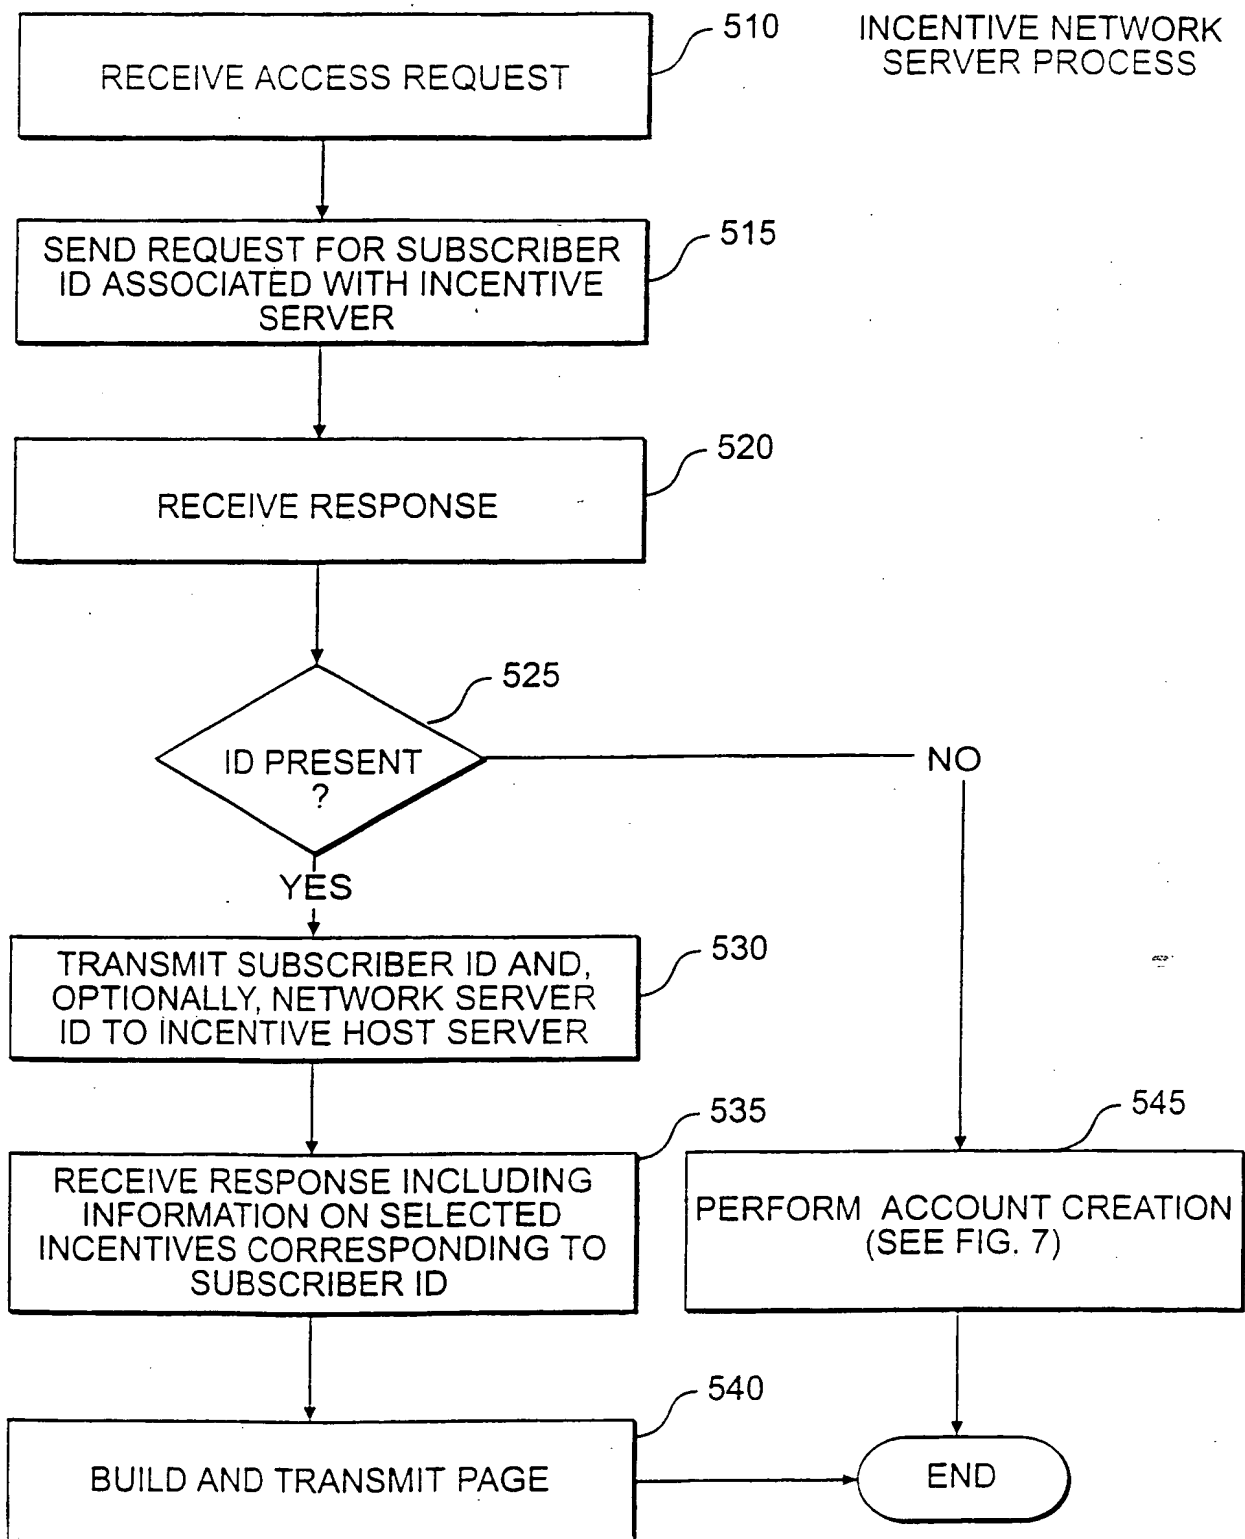 510
INCENTIVE NETWORK
SERVER PROCESS
RECEIVE ACCESS REQUEST
515
SEND REQUEST FOR SUBSCRIBER
ID ASSOCIATED WITH INCENTIVE
SERVER
520
RECEIVE RESPONSE
525
ID PRESENT
?
NO
YES
530
TRANSMIT SUBSCRIBER ID AND,
OPTIONALLY, NETWORK SERVER
ID TO INCENTIVE HOST SERVER
535
RECEIVE RESPONSE INCLUDING
INFORMATION ON SELECTED
INCENTIVES CORRESPONDING TO
SUBSCRIBER ID
545
PERFORM ACCOUNT CREATION
(SEE FIG. 7)
540
BUILD AND TRANSMIT PAGE
END